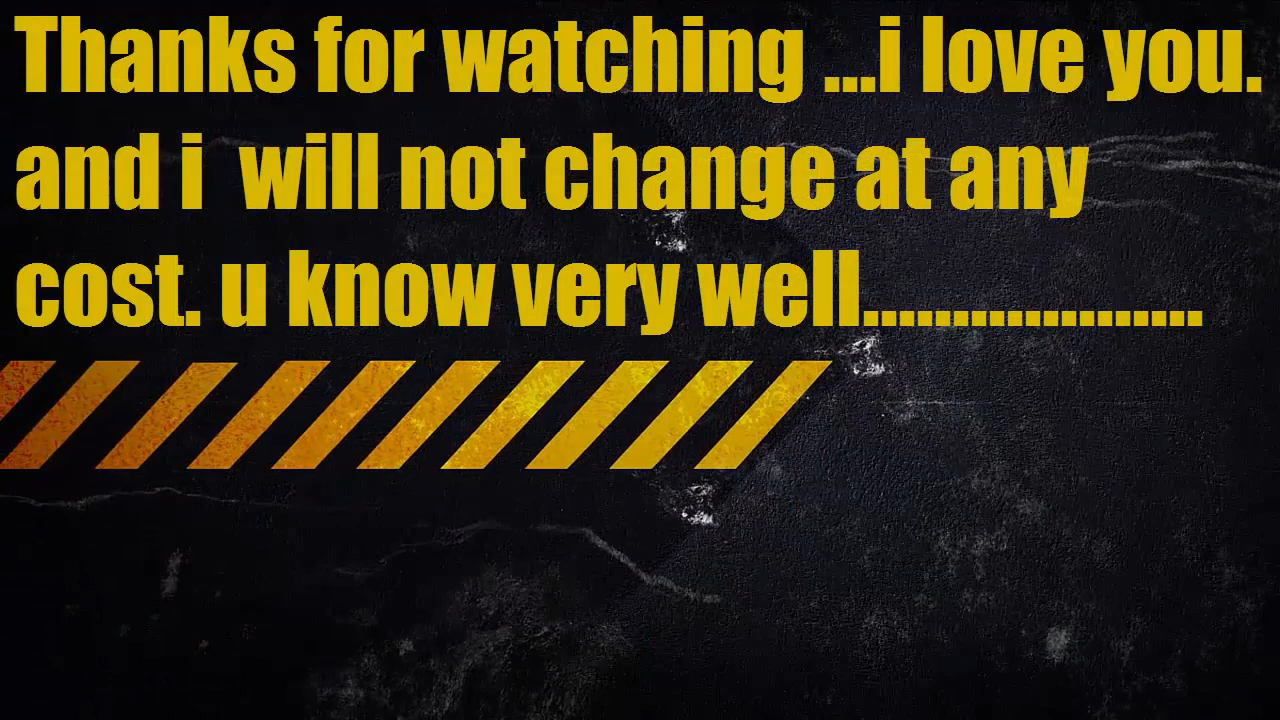 Thanks for watching ...i love you.
and i  will not change at any
cost. u know very well...................